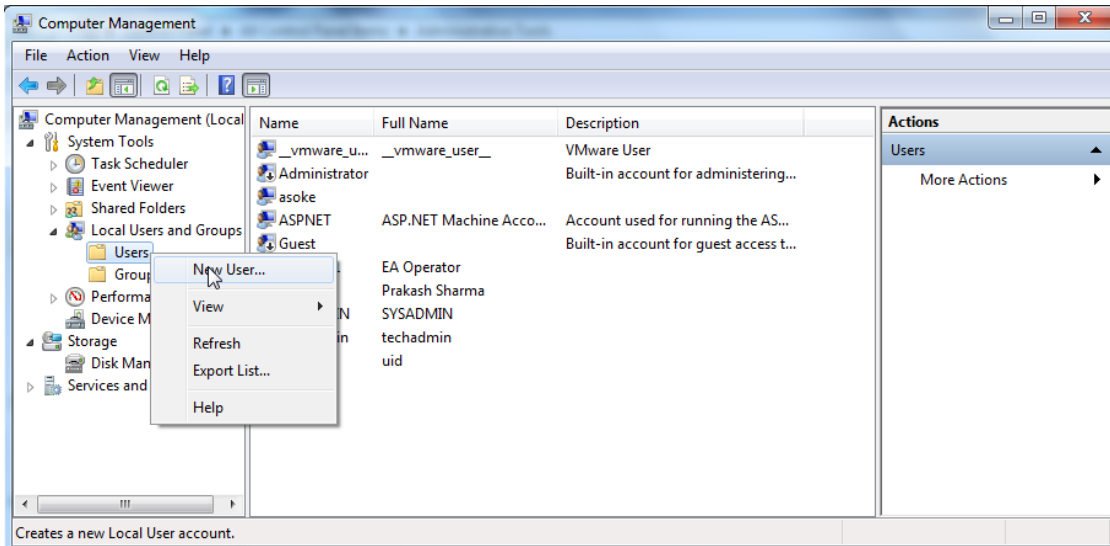 Computer Management
File Action View Help
Computer Management (Local
System Tools
Task Scheduler
Event Viewer
Shared Folders
Local Users and Groups
Users
Group
Performa
Device M
Storage
Disk Man
Services and
Name Full Name Description
__vmware_u... __vmware_user__ VMware User
Administrator Built-in account for administering...
asoke
ASPNET ASP.NET Machine Acco... Account used for running the AS...
Guest Built-in account for guest access t...
EA Operator
Prakash Sharma
N SYSADMIN
in techadmin
uid
New User...
View
Refresh
Export List...
Help
Actions
Users
More Actions
Creates a new Local User account.